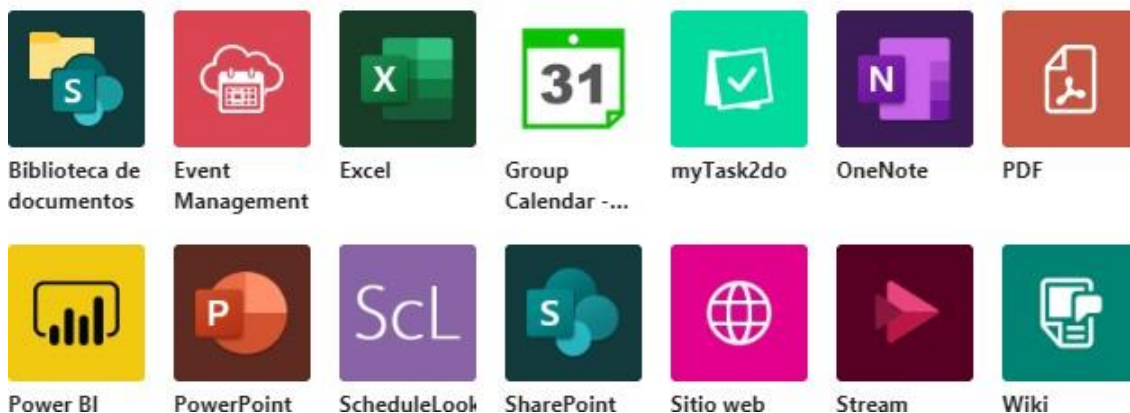 S
X
31
N
Biblioteca de
documentos
Event
Management
Excel
Group
Calendar -...
myTask2do
OneNote
PDF
P
ScL
S
Power BI
PowerPoint
ScheduleLook
SharePoint
Sitio web
Stream
Wiki